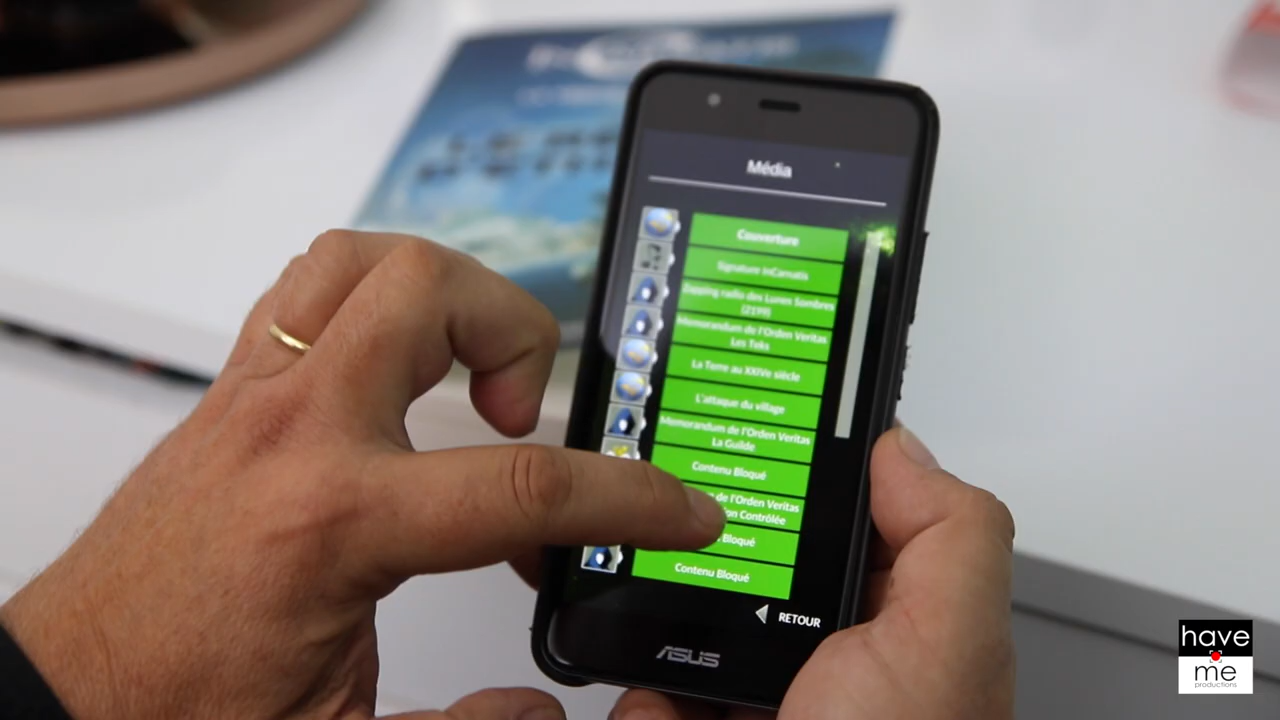 Média
Couverture
Signature InCarnatis
Zapping radio des Lunes Sombres
(2199)
Memorandum de l'Orden Veritas
Les Teks
La Terre au XXIVe siècle
L'attaque du village
Memorandum de l'Orden Veritas
La Guilde
Contenu Bloqué
de l'Orden Veritas
Contrôlée
Bloqué
Contenu Bloqué
RETOUR
ASUS
have
me
productions